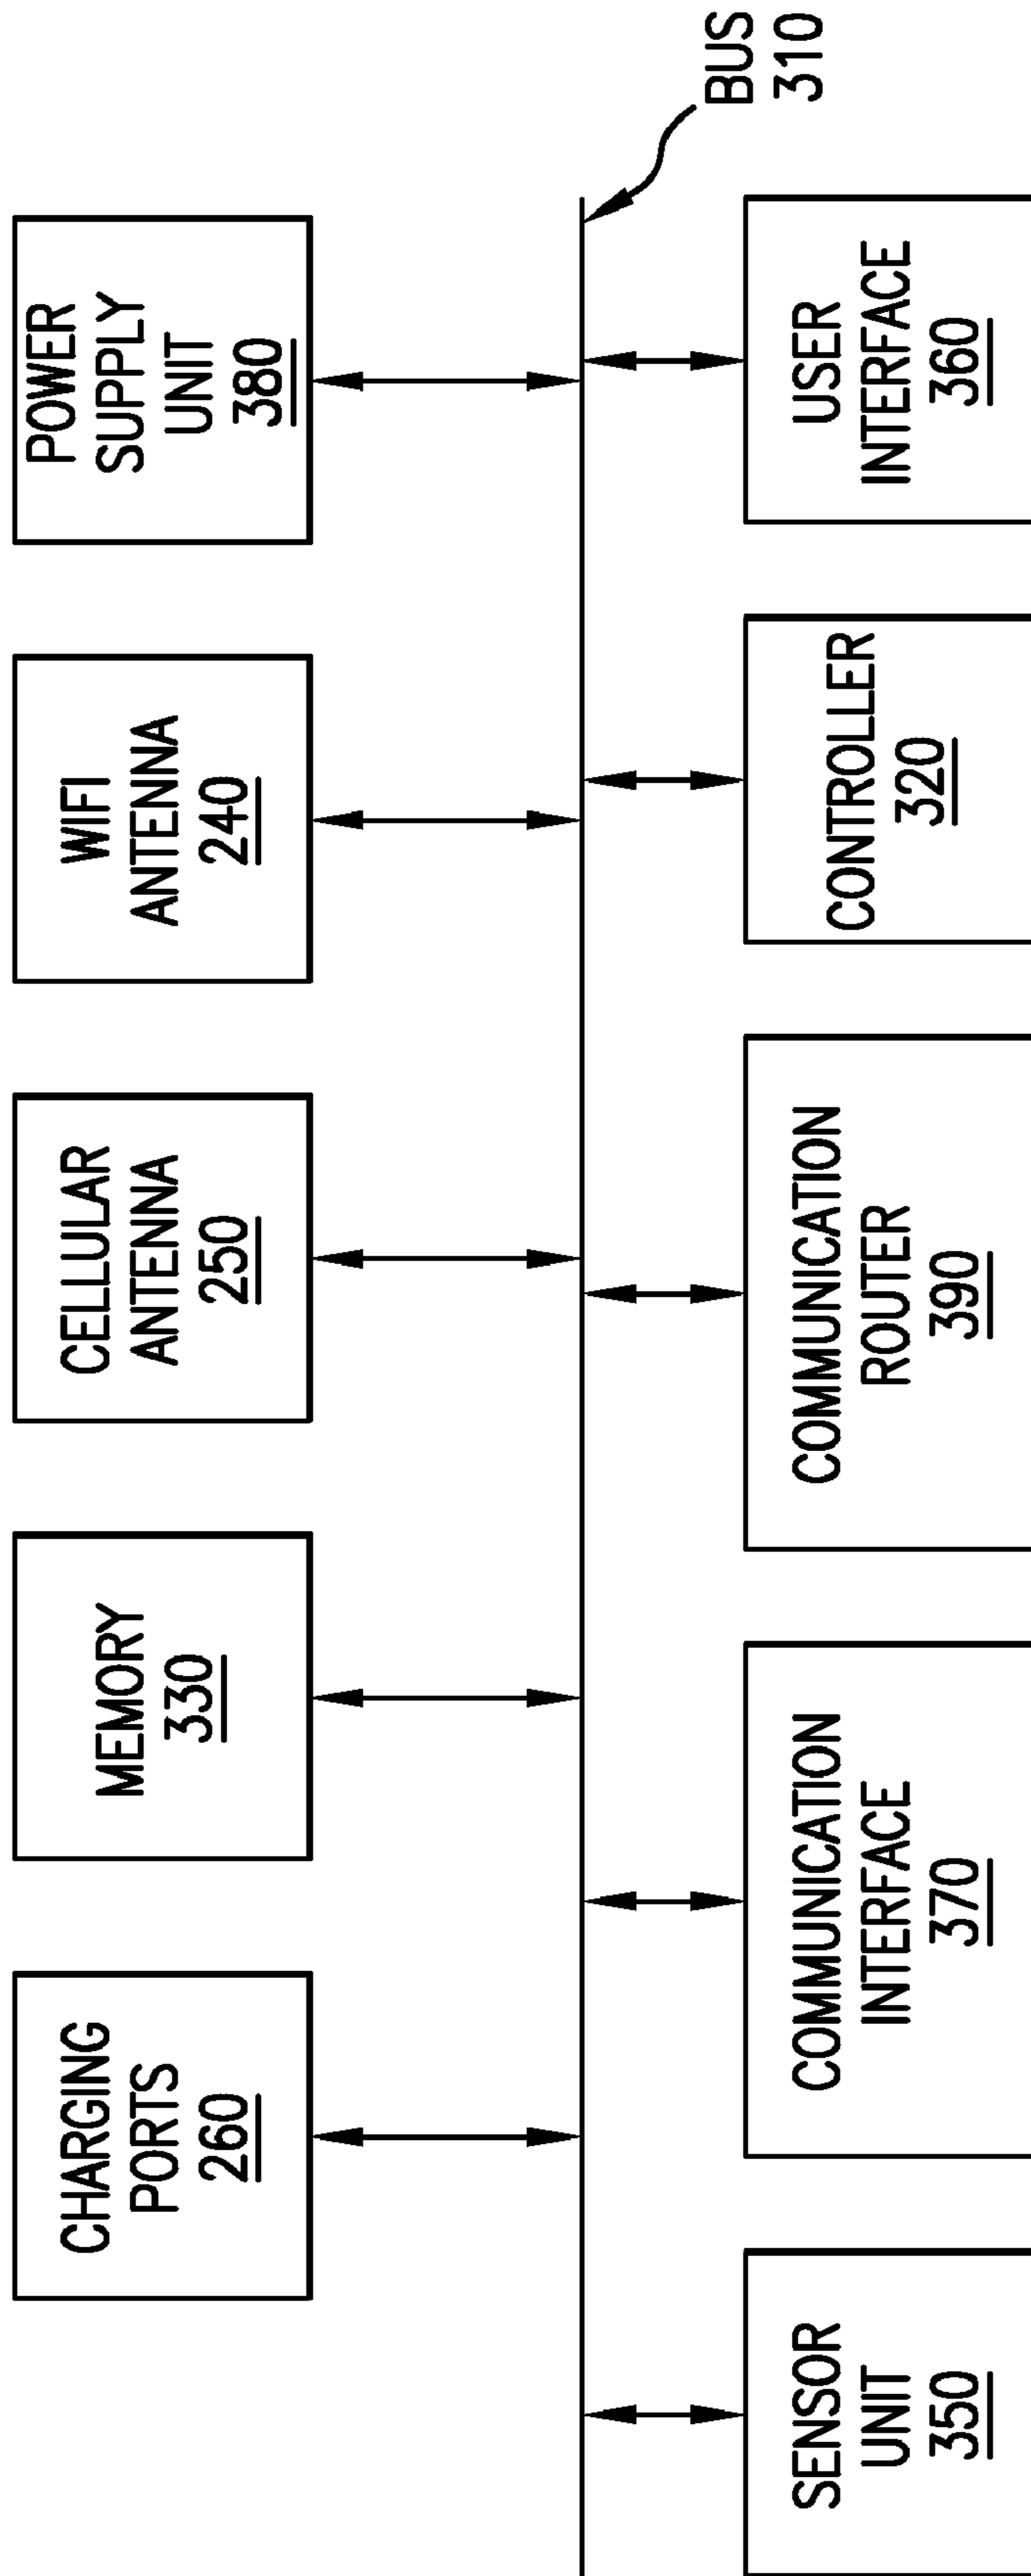 CHARGING
PORTS
260
MEMORY
330
CELLULAR
ANTENNA
250
WIFI
ANTENNA
240
POWER
SUPPLY
UNIT
380
BUS
310
SENSOR
UNIT
350
COMMUNICATION
INTERFACE
370
COMMUNICATION
ROUTER
390
CONTROLLER
320
USER
INTERFACE
360